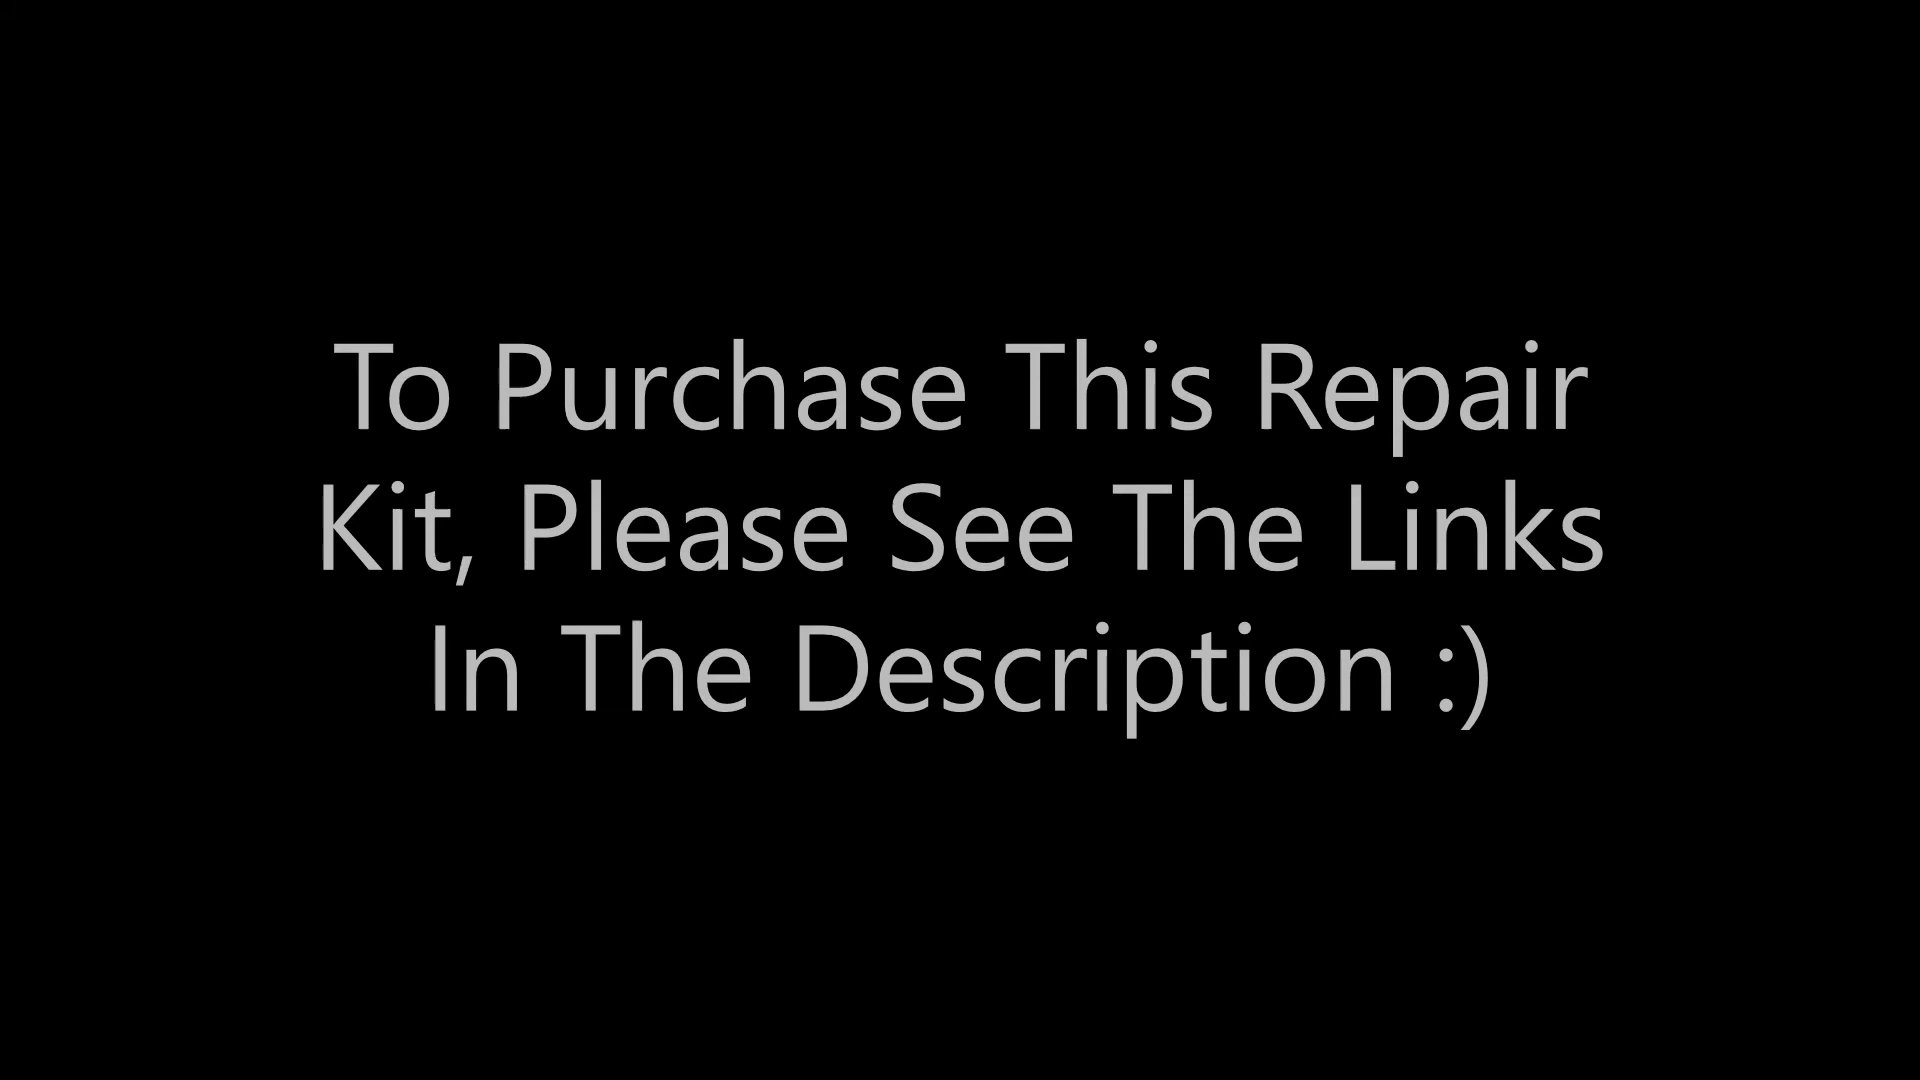 To Purchase This Repair
Kit, Please See The Links
In The Description :)